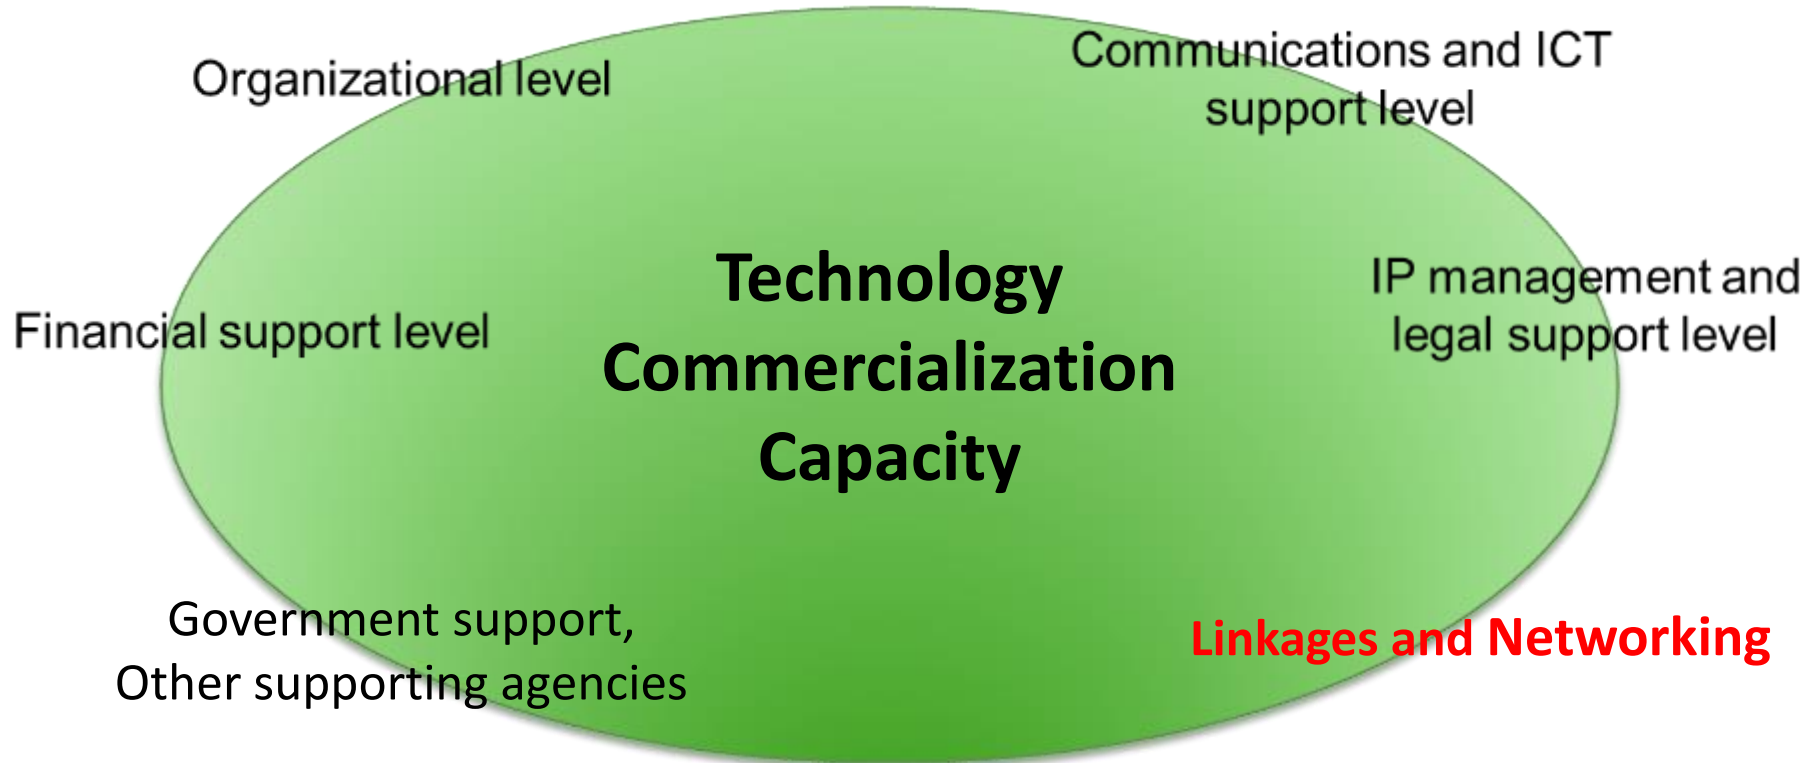 Organizational level
Communications and ICT
support level
Technology
Commercialization
Capacity
IP management and
legal support level
Financial support level
Government support,
Other supporting agencies
Linkages and Networking